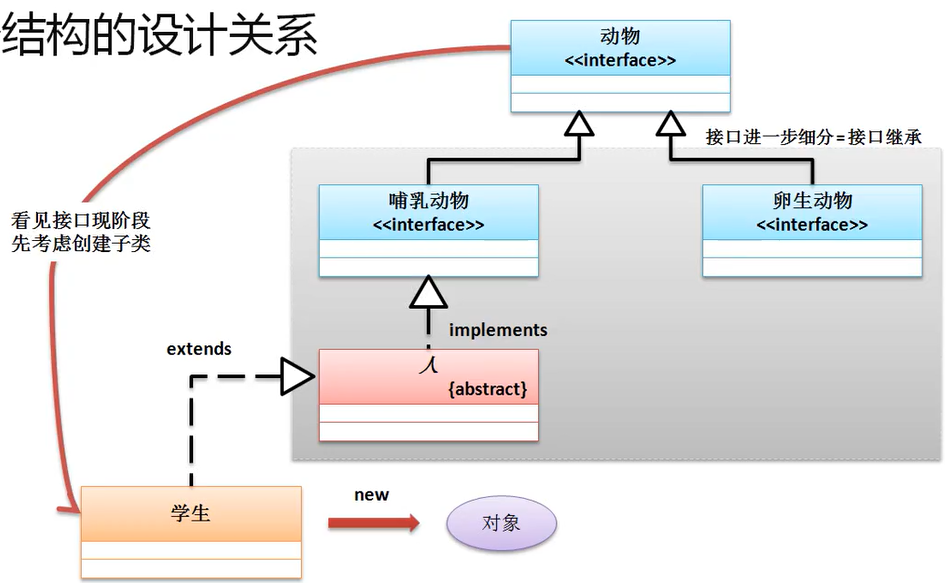 结构的设计关系
动物
<<interface>>
接口进一步细分=接口继承
哺乳动物
<<interface>>
卵生动物
<<interface>>
看见接口现阶段
先考虑创建子类
implements
extends
人
{abstract}
学生
new
对象